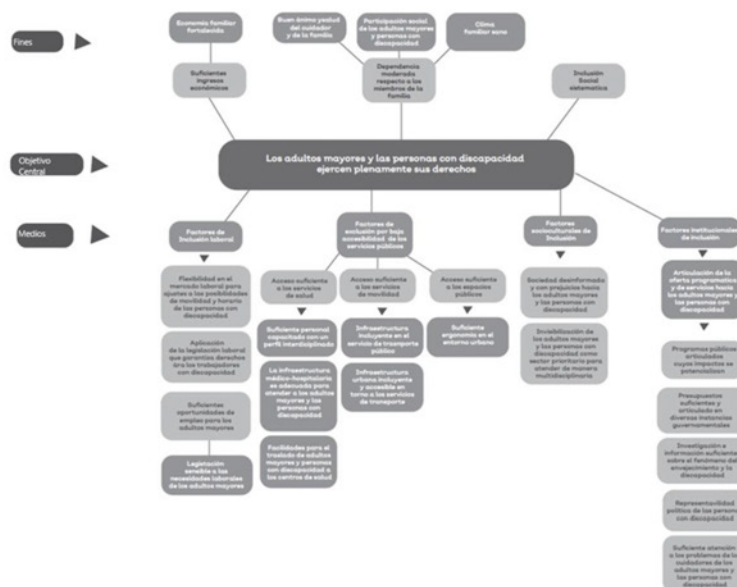 Fines
Economía familiar
fortalecida
Buen ánimo ysalud
del cuidador
y de la familia
Participación social
de los adultos mayores
y personas con
discapacidad
Clima
familiar sano
Suficientes
ingresos
económicos
Dependencia
moderada
respecto a los
miembros de la
familia
Inclusión
Social
sistematica
Objetivo
Central
Los adultos mayores y las personas con discapacidad
ejercen plenamente sus derechos
Medios
Factores de
Inclusión laboral
Flexibilidad en el
mercado laboral para
ajustes a las posibilidades
de movilidad y horario
de las personas con
discapacidad
Aplicación
de la legislación laboral
que garantiza derechos
ára los trabajadores
con discapacidad
Suficientes
oportunidades de
empleo para los
adultos mayores
Legistación
sensible a las
necesidades laborales
de los adultos mayores
Factores de
exclusión por baja
accesibilidad de los
servicios públicos
Acceso suficiente
a los servicios
de salud
Suficiente personal
capacitado con un
perfil interdiciplinado
La infraestructura
médico-hospitalaria
es adecuada para
atender a los adultos
mayores y las
personas con
discapacidad
Facilidades para el
traslado de adultos
mayores y personas
con discapacidad a
los centros de salud
Acceso suficiente
a los servicios
de movilidad
Infraestructura
incluyente en el
servicio de trasporte
público
Infraestructura
urbana incluyente
y accesible en
torno a los servicios
de transporte
Acceso suficiente
a los espacios
públicos
Suficiente
ergonomía en el
entorno urbano
Factores
socioculturales de
Inclusión
Sociedad desinformada
y con prejuicios hacia
los adultos mayores
y las personas con
discapacidad
Invisibilización de
los adultos mayores
y las personas con
discapacidad como
sector prioritario para
atender de manera
multidisciplinaria
Factores institucionales
de inclusión
Articulación de la
oferta programatica
y de servicios hacia
los adultos mayores y
las personas con
discapacidad
Programas públicos
articulados
cuyos impactos se
potencializan
Presupuestos
suficientes y
articulado en
diversas instancias
guvernamentales
Investigación e
información suficientes
sobre el fenómeno del
envejecimiento y la
discapacidad
Representavilidad
política de las personas
con discapacidad
Suficiente atención
a los problemas de los
cuidadores de los
adultos mayores y
las personas con
discapacidad